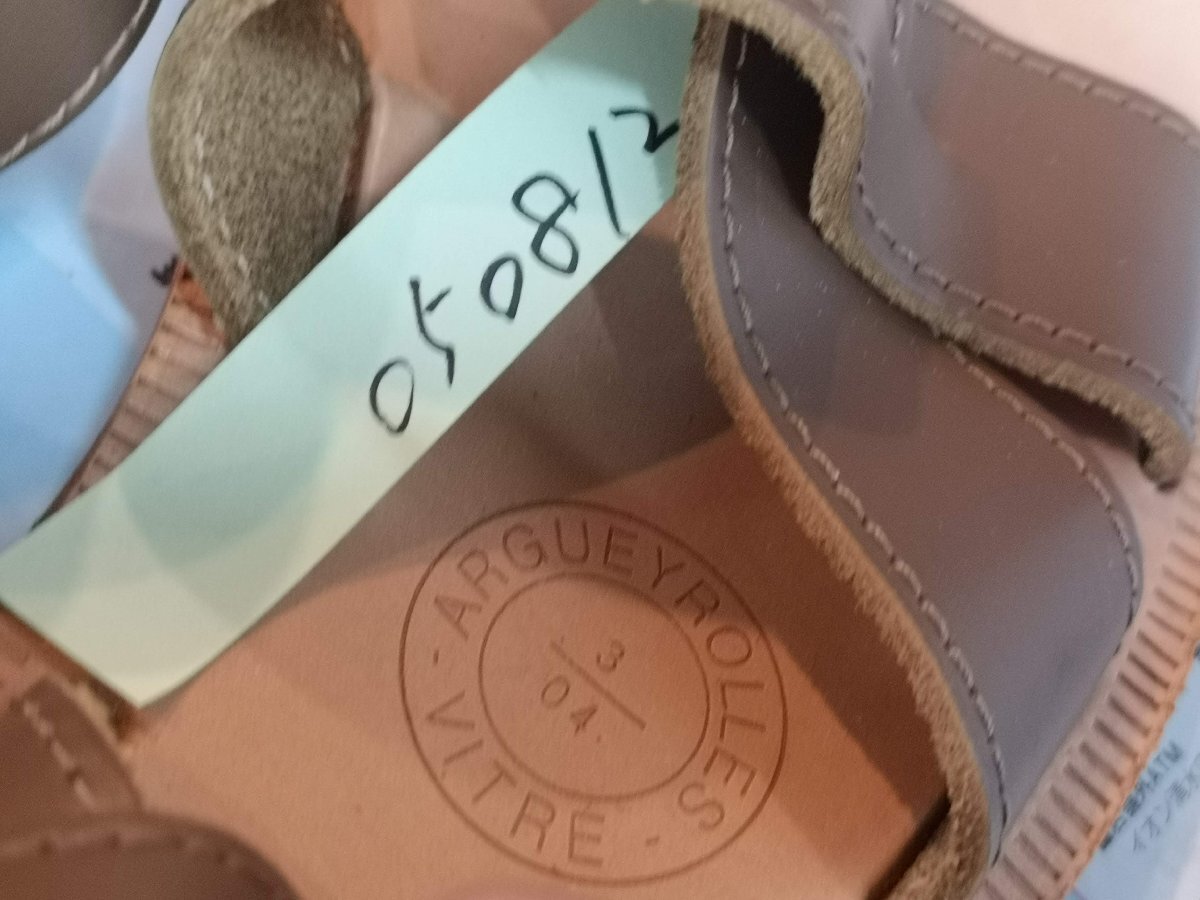 050812
ARGUEYROLLES
3
04.
- VITRÉ -